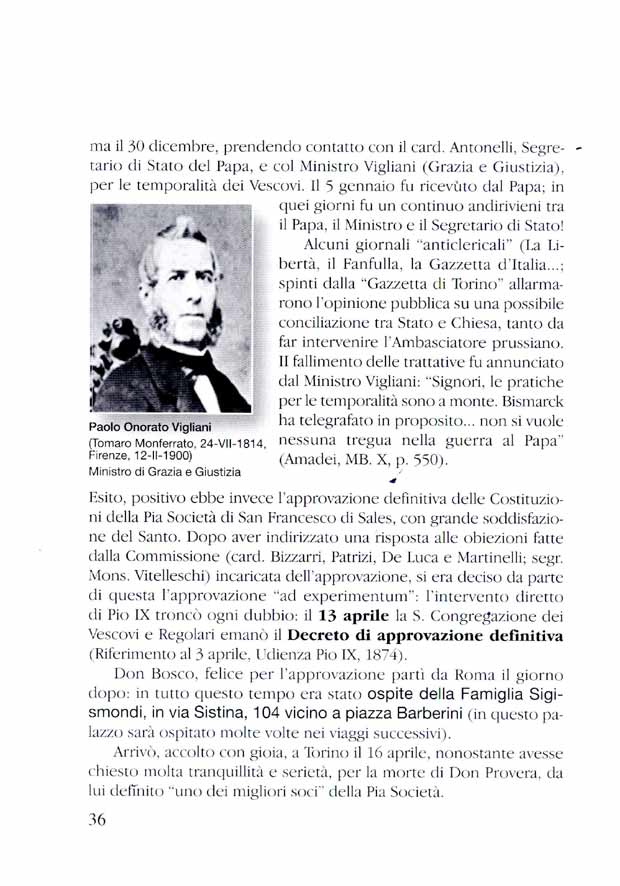 ma il 30 dicembre, prendendo contatto con il card. Antonelli, Segre-
tario di Stato del Papa, e col Ministro Vigliani (Grazia e Giustizia),
per le temporalità dei Vescovi. Il 5 gennaio fu ricevùto dal Papa; in
quei giorni fu un continuo andirivieni tra
il Papa, il Ministro e il Segretario di Stato!
Alcuni giornali “anticlericali” (La Li-
bertà, il Fanfulla, la Gazzetta d'Italia...;
spinti dalla “Gazzetta di Torino” allarma-
rono l'opinione pubblica su una possibile
conciliazione tra Stato e Chiesa, tanto da
far intervenire l'Ambasciatore prussiano.
Il fallimento delle trattative fu annunciato
dal Ministro Vigliani: “Signori, le pratiche
per le temporalità sono a monte. Bismarck
ha telegrafato in proposito... non si vuole
nessuna tregua nella guerra al Papa”
(Amadei, MB. X, p. 550).
Paolo Onorato Vigliani
(Tomaro Monferrato, 24-VII-1814,
Firenze, 12-II-1900)
Ministro di Grazia e Giustizia
Esito, positivo ebbe invece l'approvazione definitiva delle Costituzio-
ni della Pia Società di San Francesco di Sales, con grande soddisfazio-
ne del Santo. Dopo aver indirizzato una risposta alle obiezioni fatte
dalla Commissione (card. Bizzarri, Patrizi, De Luca e Martinelli; segr.
Mons. Vitelleschi) incaricata dell'approvazione, si era deciso da parte
di questa l'approvazione “ad experimentum”: l'intervento diretto
di Pio IX troncò ogni dubbio: il 13 aprile la S. Congregazione dei
Vescovi e Regolari emanò il Decreto di approvazione definitiva
(Riferimento al 3 aprile, Udienza Pio IX, 1874).
Don Bosco, felice per l'approvazione partì da Roma il giorno
dopo: in tutto questo tempo era stato ospite della Famiglia Sigi-
smondi, in via Sistina, 104 vicino a piazza Barberini (in questo pa-
lazzo sarà ospitato molte volte nei viaggi successivi).
Arrivò, accolto con gioia, a Torino il 16 aprile, nonostante avesse
chiesto molta tranquillità e serietà, per la morte di Don Provera, da
lui definito “uno dei migliori soci” della Pia Società.
36